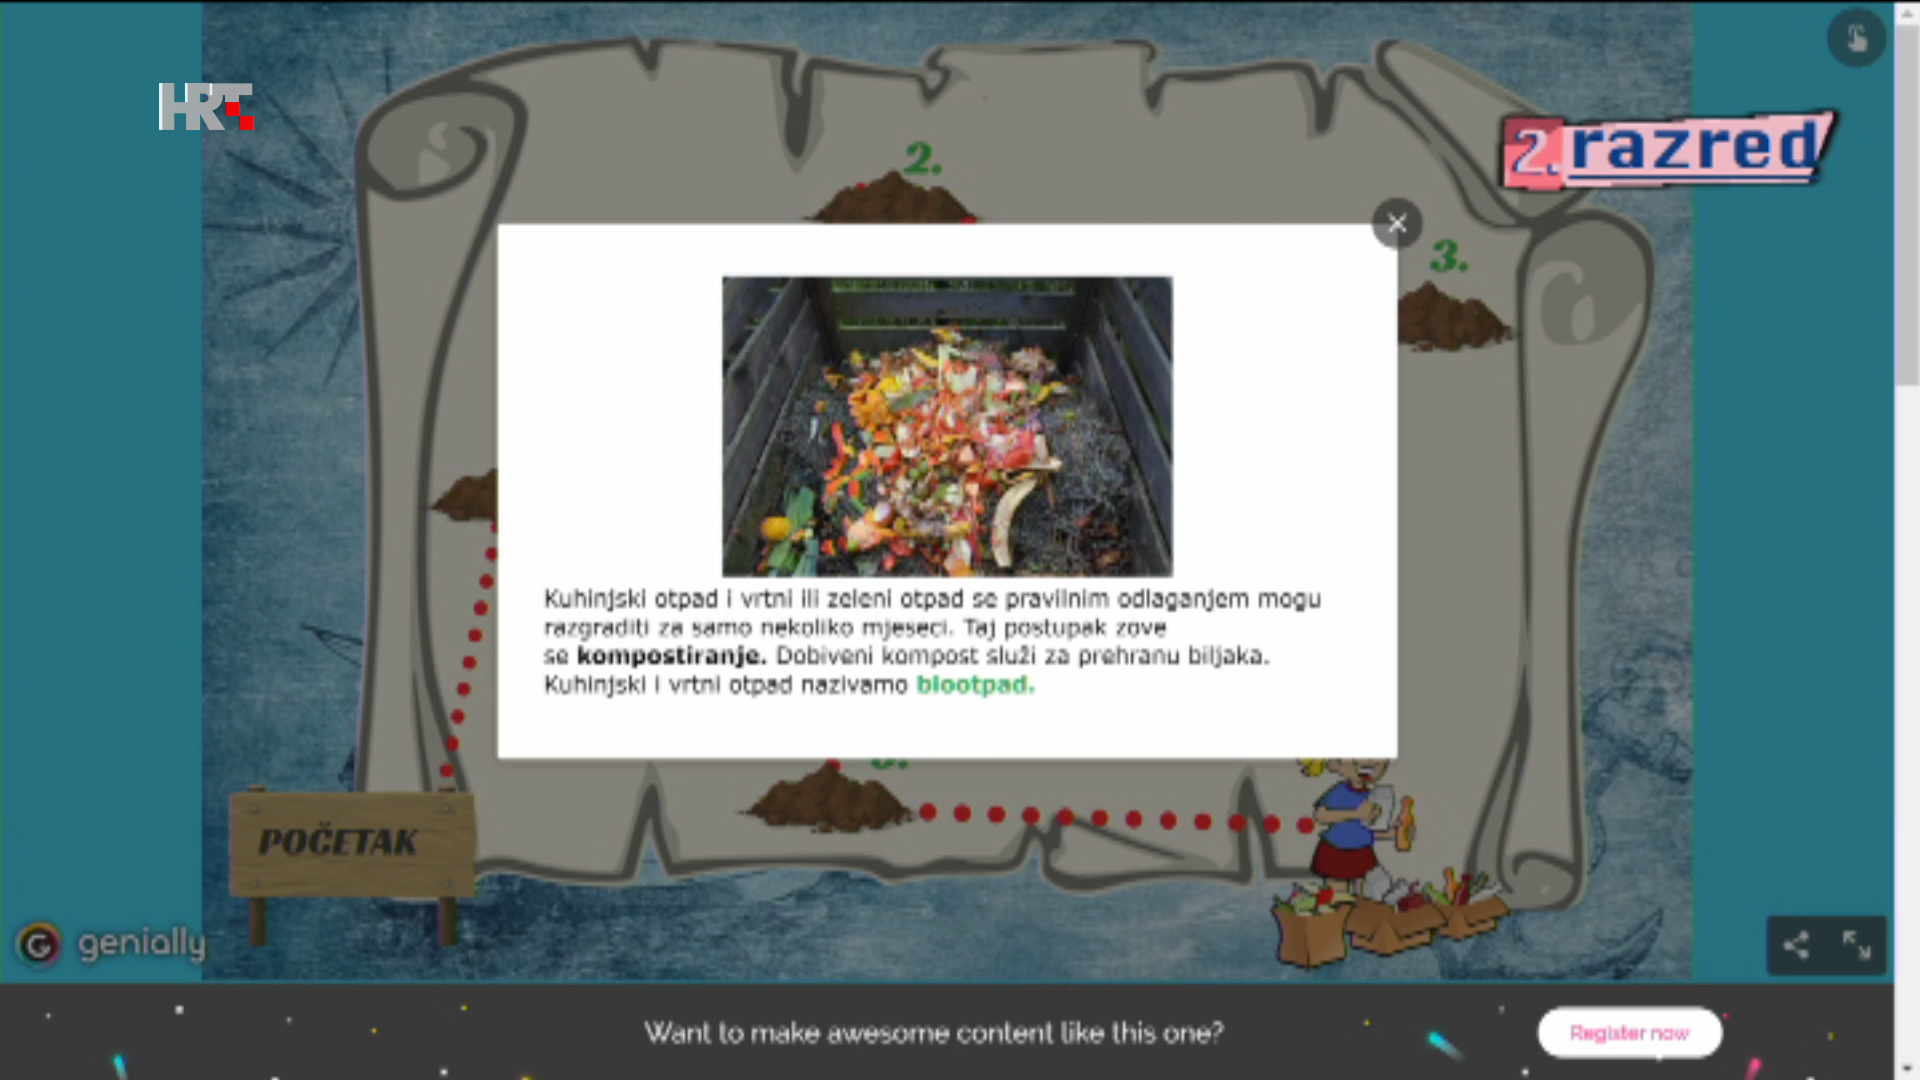 HRT
2. razred
2.
3.
Kuhinjski otpad i vrtni ili zeleni otpad se pravilnim odlaganjem mogu
razgraditi za samo nekoliko mjeseci. Taj postupak zove
se kompostiranje. Dobiveni kompost služi za prehranu biljaka.
Kuhinjski i vrtni otpad nazivamo biootpad.
POČETAK
genially
Want to make awesome content like this one?
Register now